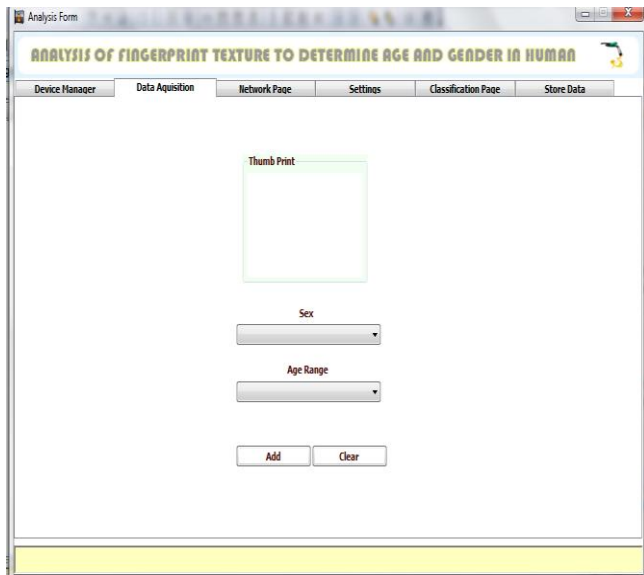 Analysis Form
ANALYSIS OF FINGERPRINT TEXTURE TO DETERMINE AGE AND GENDER IN HUMAN
Device Manager Data Aquisition Network Page Settings Classification Page Store Data
Thumb Print
Sex
Age Range
Add Clear